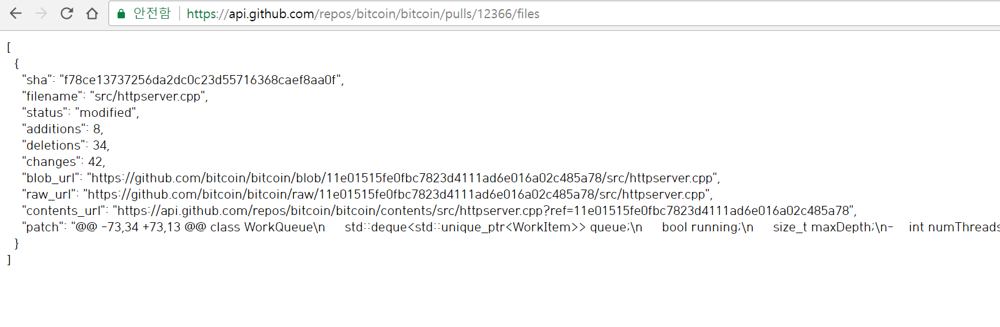 안전함 https://api.github.com/repos/bitcoin/bitcoin/pulls/12366/files
[
{
"sha": "f78ce13737256da2dc0c23d55716368caef8aa0f",
"filename": "src/httpserver.cpp",
"status": "modified",
"additions": 8,
"deletions": 34,
"changes": 42,
"blob_url": "https://github.com/bitcoin/bitcoin/blob/11e01515fe0fbc7823d4111ad6e016a02c485a78/src/httpserver.cpp",
"raw_url": "https://github.com/bitcoin/bitcoin/raw/11e01515fe0fbc7823d4111ad6e016a02c485a78/src/httpserver.cpp",
"contents_url": "https://api.github.com/repos/bitcoin/bitcoin/contents/src/httpserver.cpp?ref=11e01515fe0fbc7823d4111ad6e016a02c485a78",
"patch": "@@ -73,34 +73,13 @@ class WorkQueue\n     std::deque<std::unique_ptr<WorkItem>> queue;\n     bool running;\n     size_t maxDepth;\n-    int numThreads
}
]